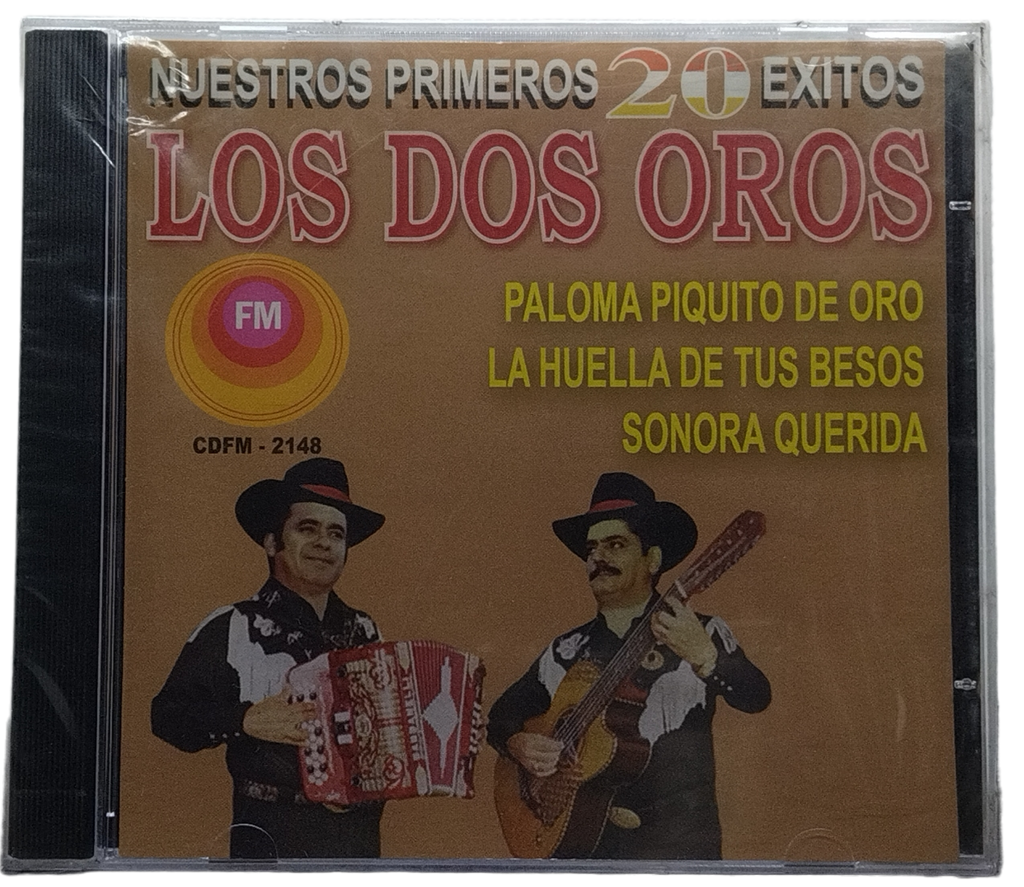 NUESTROS PRIMEROS 20 EXITOS
LOS DOS OROS
FM
CDFM - 2148
PALOMA PIQUITO DE ORO
LA HUELLA DE TUS BESOS
SONORA QUERIDA